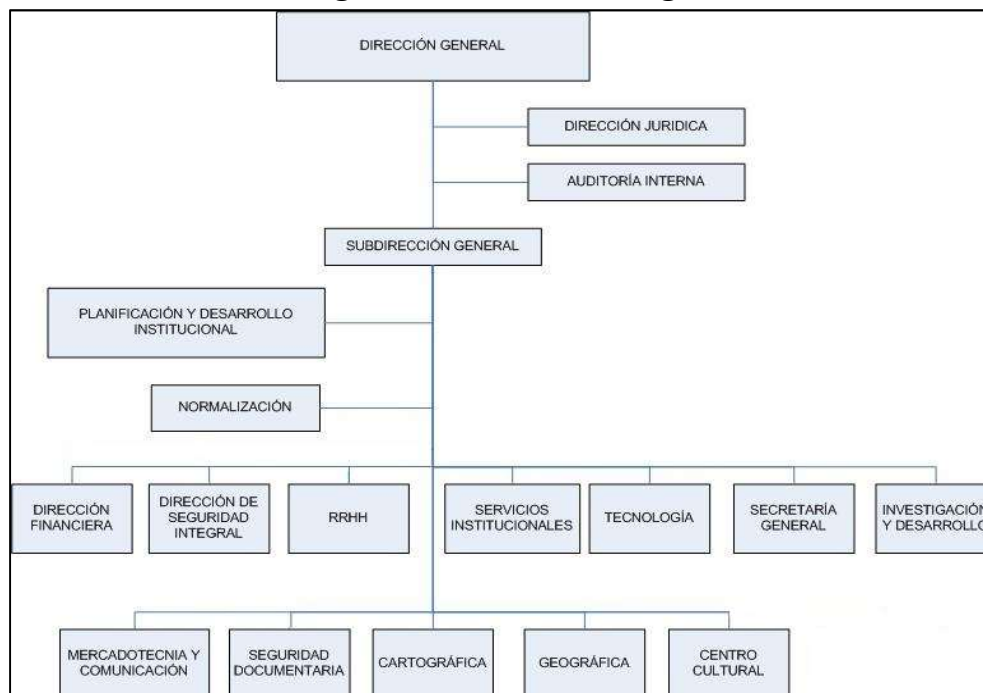 DIRECCIÓN GENERAL
DIRECCIÓN JURIDICA
AUDITORÍA INTERNA
SUBDIRECCIÓN GENERAL
PLANIFICACIÓN Y DESARROLLO
INSTITUCIONAL
NORMALIZACIÓN
DIRECCIÓN
FINANCIERA
DIRECCIÓN DE
SEGURIDAD
INTEGRAL
RRHH
SERVICIOS
INSTITUCIONALES
TECNOLOGÍA
SECRETARÍA
GENERAL
INVESTIGACIÓN
Y DESARROLLO
MERCADOTECNIA Y
COMUNICACIÓN
SEGURIDAD
DOCUMENTARIA
CARTOGRÁFICA
GEOGRÁFICA
CENTRO
CULTURAL